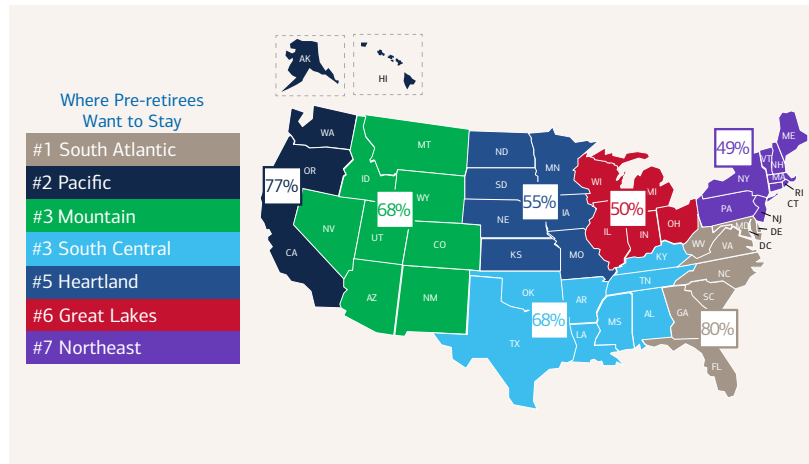 Where Pre-retirees
Want to Stay
#1 South Atlantic
#2 Pacific
#3 Mountain
#3 South Central
#5 Heartland
#6 Great Lakes
#7 Northeast
AK
HI
WA
OR
77%
CA
MT
ID
WY
68%
NV
UT
CO
AZ
NM
ND
MN
SD
55%
IA
NE
KS
MO
WI
MI
50%
IL
IN
OH
49%
ME
VT
NH
NY
MA
RI
CT
PA
NJ
MD
DE
DC
WV
VA
KY
NC
TN
SC
OK
AR
68%
MS
AL
GA
80%
TX
LA
FL